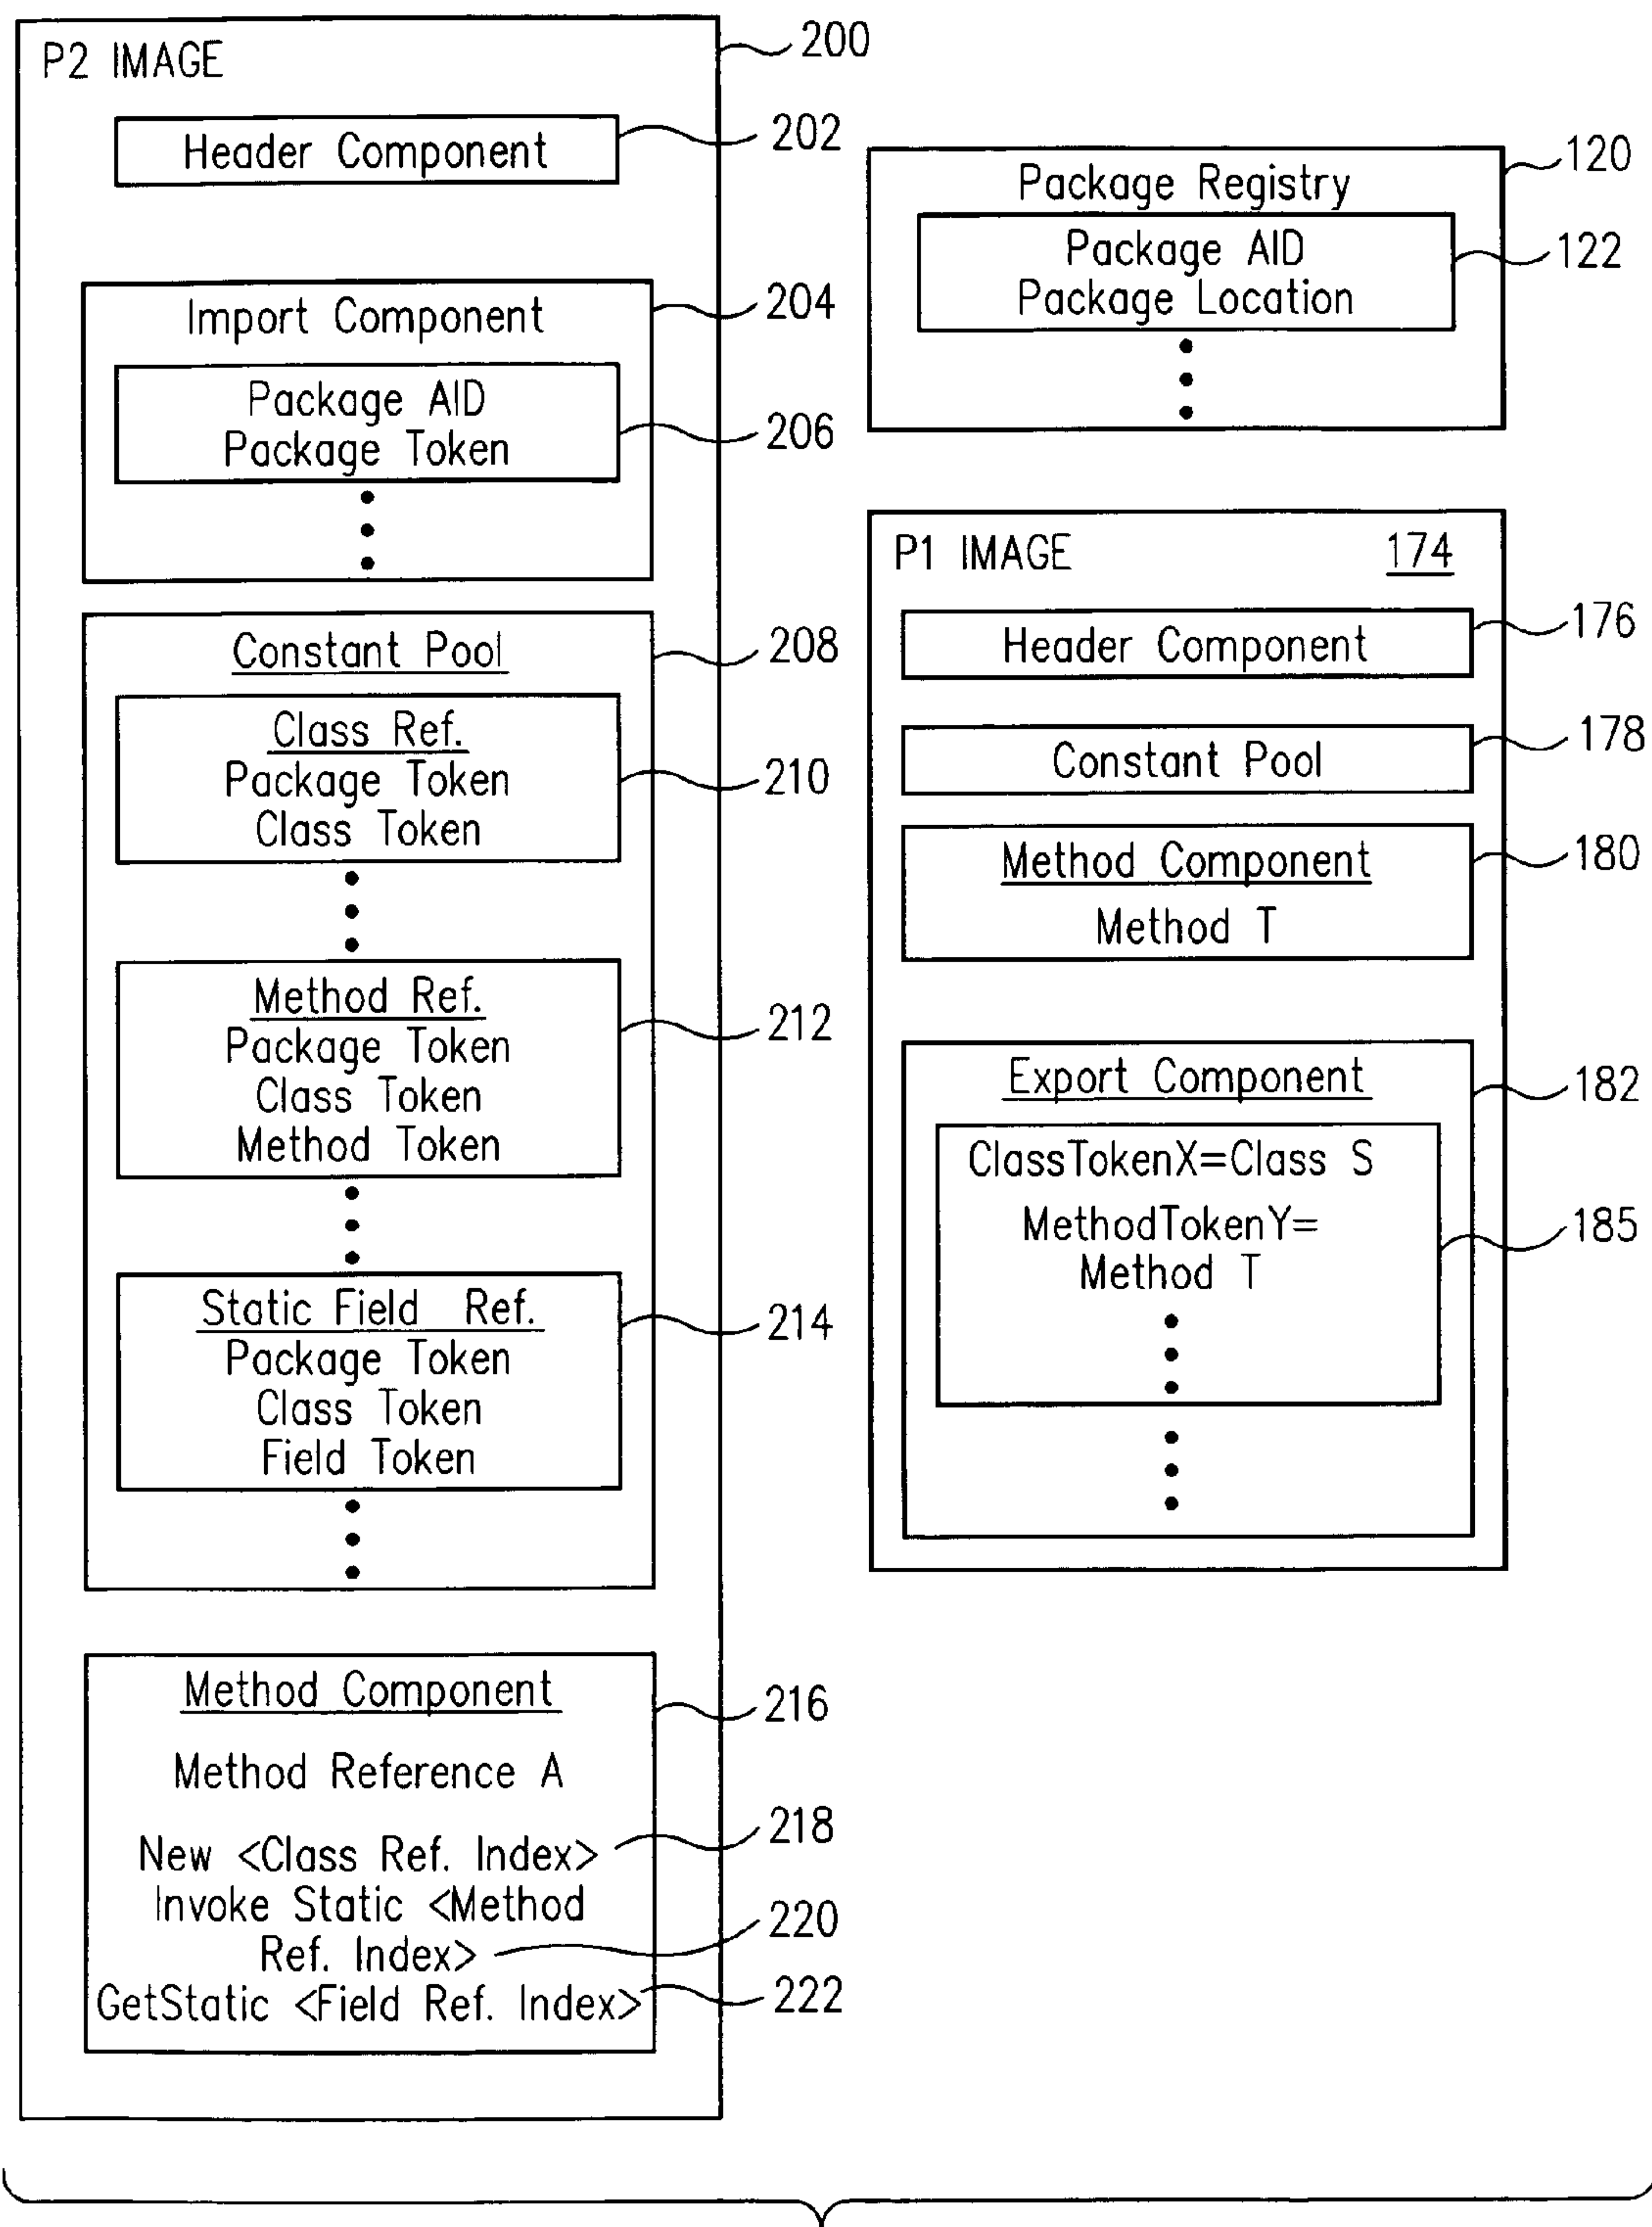 P2 IMAGE
200
Header Component
202
Import Component
204
Package AID
Package Token
206
Constant Pool
208
Class Ref.
Package Token
Class Token
210
Method Ref.
Package Token
Class Token
Method Token
212
Static Field Ref.
Package Token
Class Token
Field Token
214
Method Component
216
Method Reference A
New <Class Ref. Index>
218
Invoke Static <Method
Ref. Index>
220
GetStatic <Field Ref. Index>
222
Package Registry
120
Package AID
Package Location
122
P1 IMAGE
174
Header Component
176
Constant Pool
178
Method Component
Method T
180
Export Component
182
ClassTokenX=Class S
MethodTokenY=
Method T
185